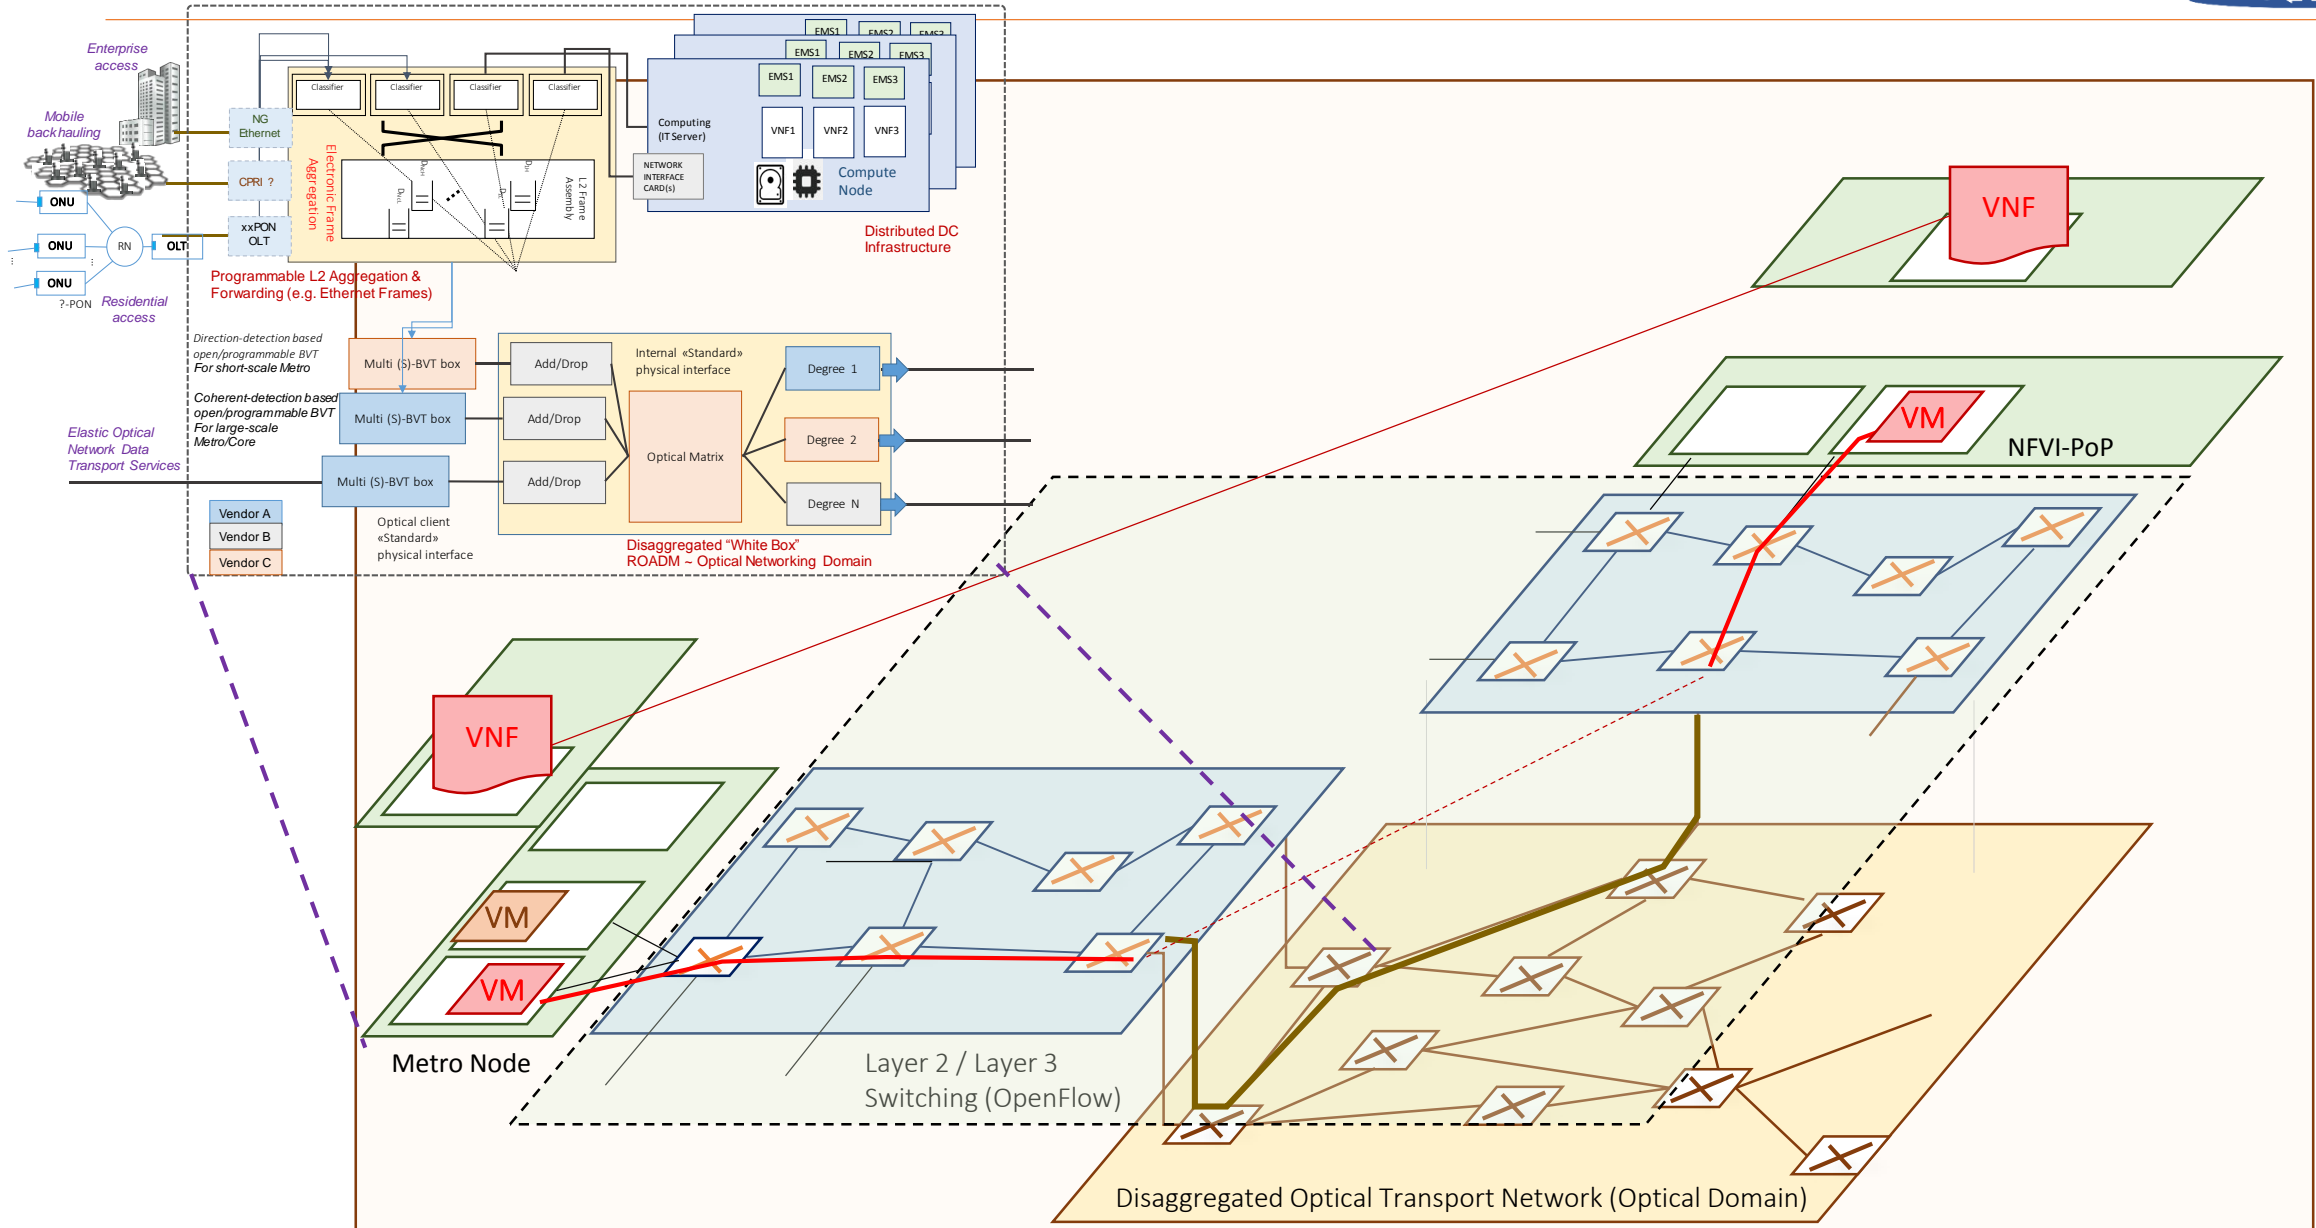 Enterprise
access
Mobile
backhauling
ONU
ONU
ONU
...
...
RN
OLT
?-PON
Residential
access
NG
Ethernet
CPRI ?
xxPON
OLT
Classifier
Classifier
Classifier
Classifier
Electronic Frame
Aggregation
L2 Frame
Assembly
Programmable L2 Aggregation &
Forwarding (e.g. Ethernet Frames)
EMS1
EMS2
EMS3
EMS1
EMS2
EMS3
EMS1
EMS2
EMS3
Computing
(IT Server)
VNF1
VNF2
VNF3
NETWORK
INTERFACE
CARD(s)
Compute
Node
Distributed DC
Infrastructure
Direction-detection based
open/programmable BVT
For short-scale Metro
Coherent-detection based
open/programmable BVT
For large-scale
Metro/Core
Elastic Optical
Network Data
Transport Services
Multi (S)-BVT box
Multi (S)-BVT box
Multi (S)-BVT box
Add/Drop
Add/Drop
Add/Drop
Internal «Standard»
physical interface
Optical Matrix
Degree 1
Degree 2
Degree N
Vendor A
Vendor B
Vendor C
Optical client
«Standard»
physical interface
Disaggregated “White Box”
ROADM ~ Optical Networking Domain
VNF
VM
NFVI-PoP
VNF
VM
VM
Metro Node
Layer 2 / Layer 3
Switching (OpenFlow)
Disaggregated Optical Transport Network (Optical Domain)